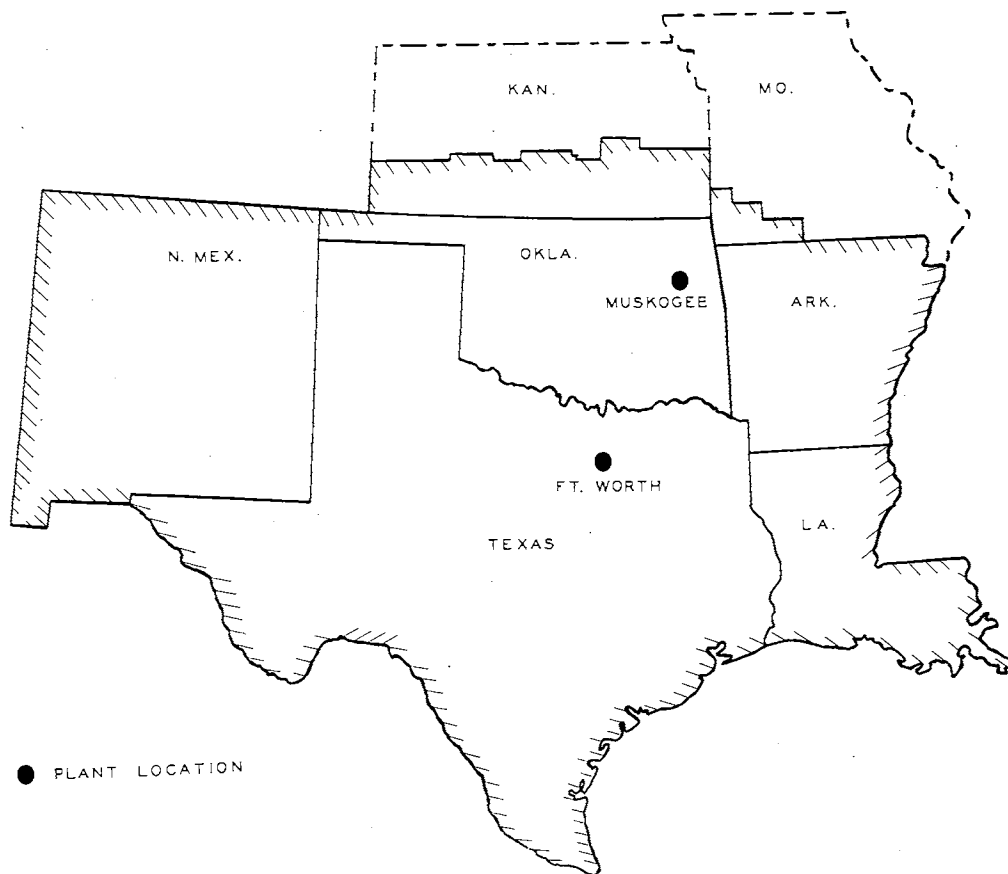 KAN.
MO.
N. MEX.
OKLA.
MUSKOGEE
ARK.
FT. WORTH
LA.
TEXAS
PLANT LOCATION